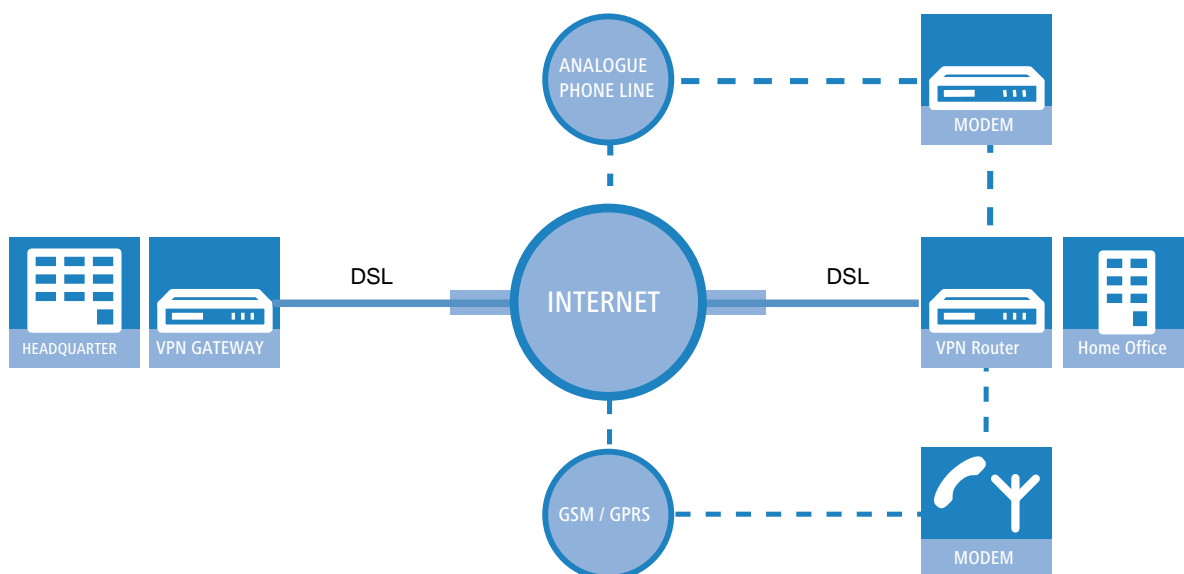 ANALOGUE
PHONE LINE
MODEM
HEADQUARTER
VPN GATEWAY
DSL
INTERNET
DSL
VPN Router
Home Office
GSM / GPRS
MODEM